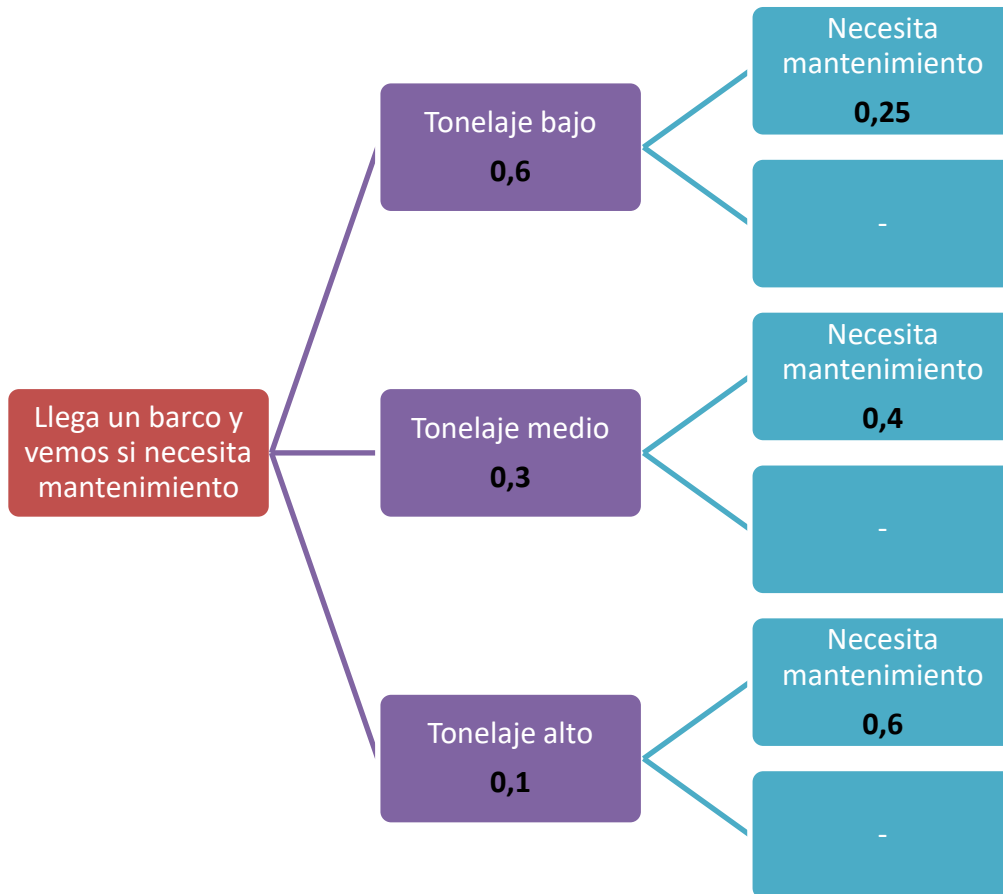 Llega un barco y
vemos si necesita
mantenimiento
Tonelaje bajo
0,6
Necesita
mantenimiento
0,25
-
Tonelaje medio
0,3
Necesita
mantenimiento
0,4
-
Tonelaje alto
0,1
Necesita
mantenimiento
0,6
-